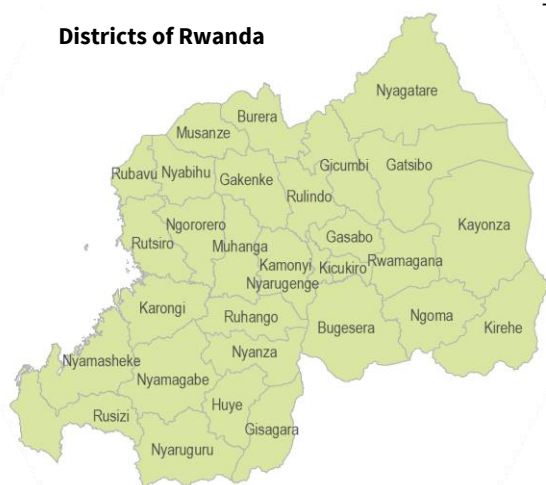 Districts of Rwanda
Nyagatare
Burera
Musanze
Gicumbi
Gatsibo
Rubavu
Nyabihu
Gakenke
Rulindo
Ngororero
Kayonza
Rutsiro
Muhanga
Gasabo
Kamonyi
Kicukiro
Rwamagana
Nyarugenge
Karongi
Ruhango
Bugesera
Ngoma
Kirehe
Nyamasheke
Nyanza
Nyamagabe
Rusizi
Huye
Gisagara
Nyaruguru